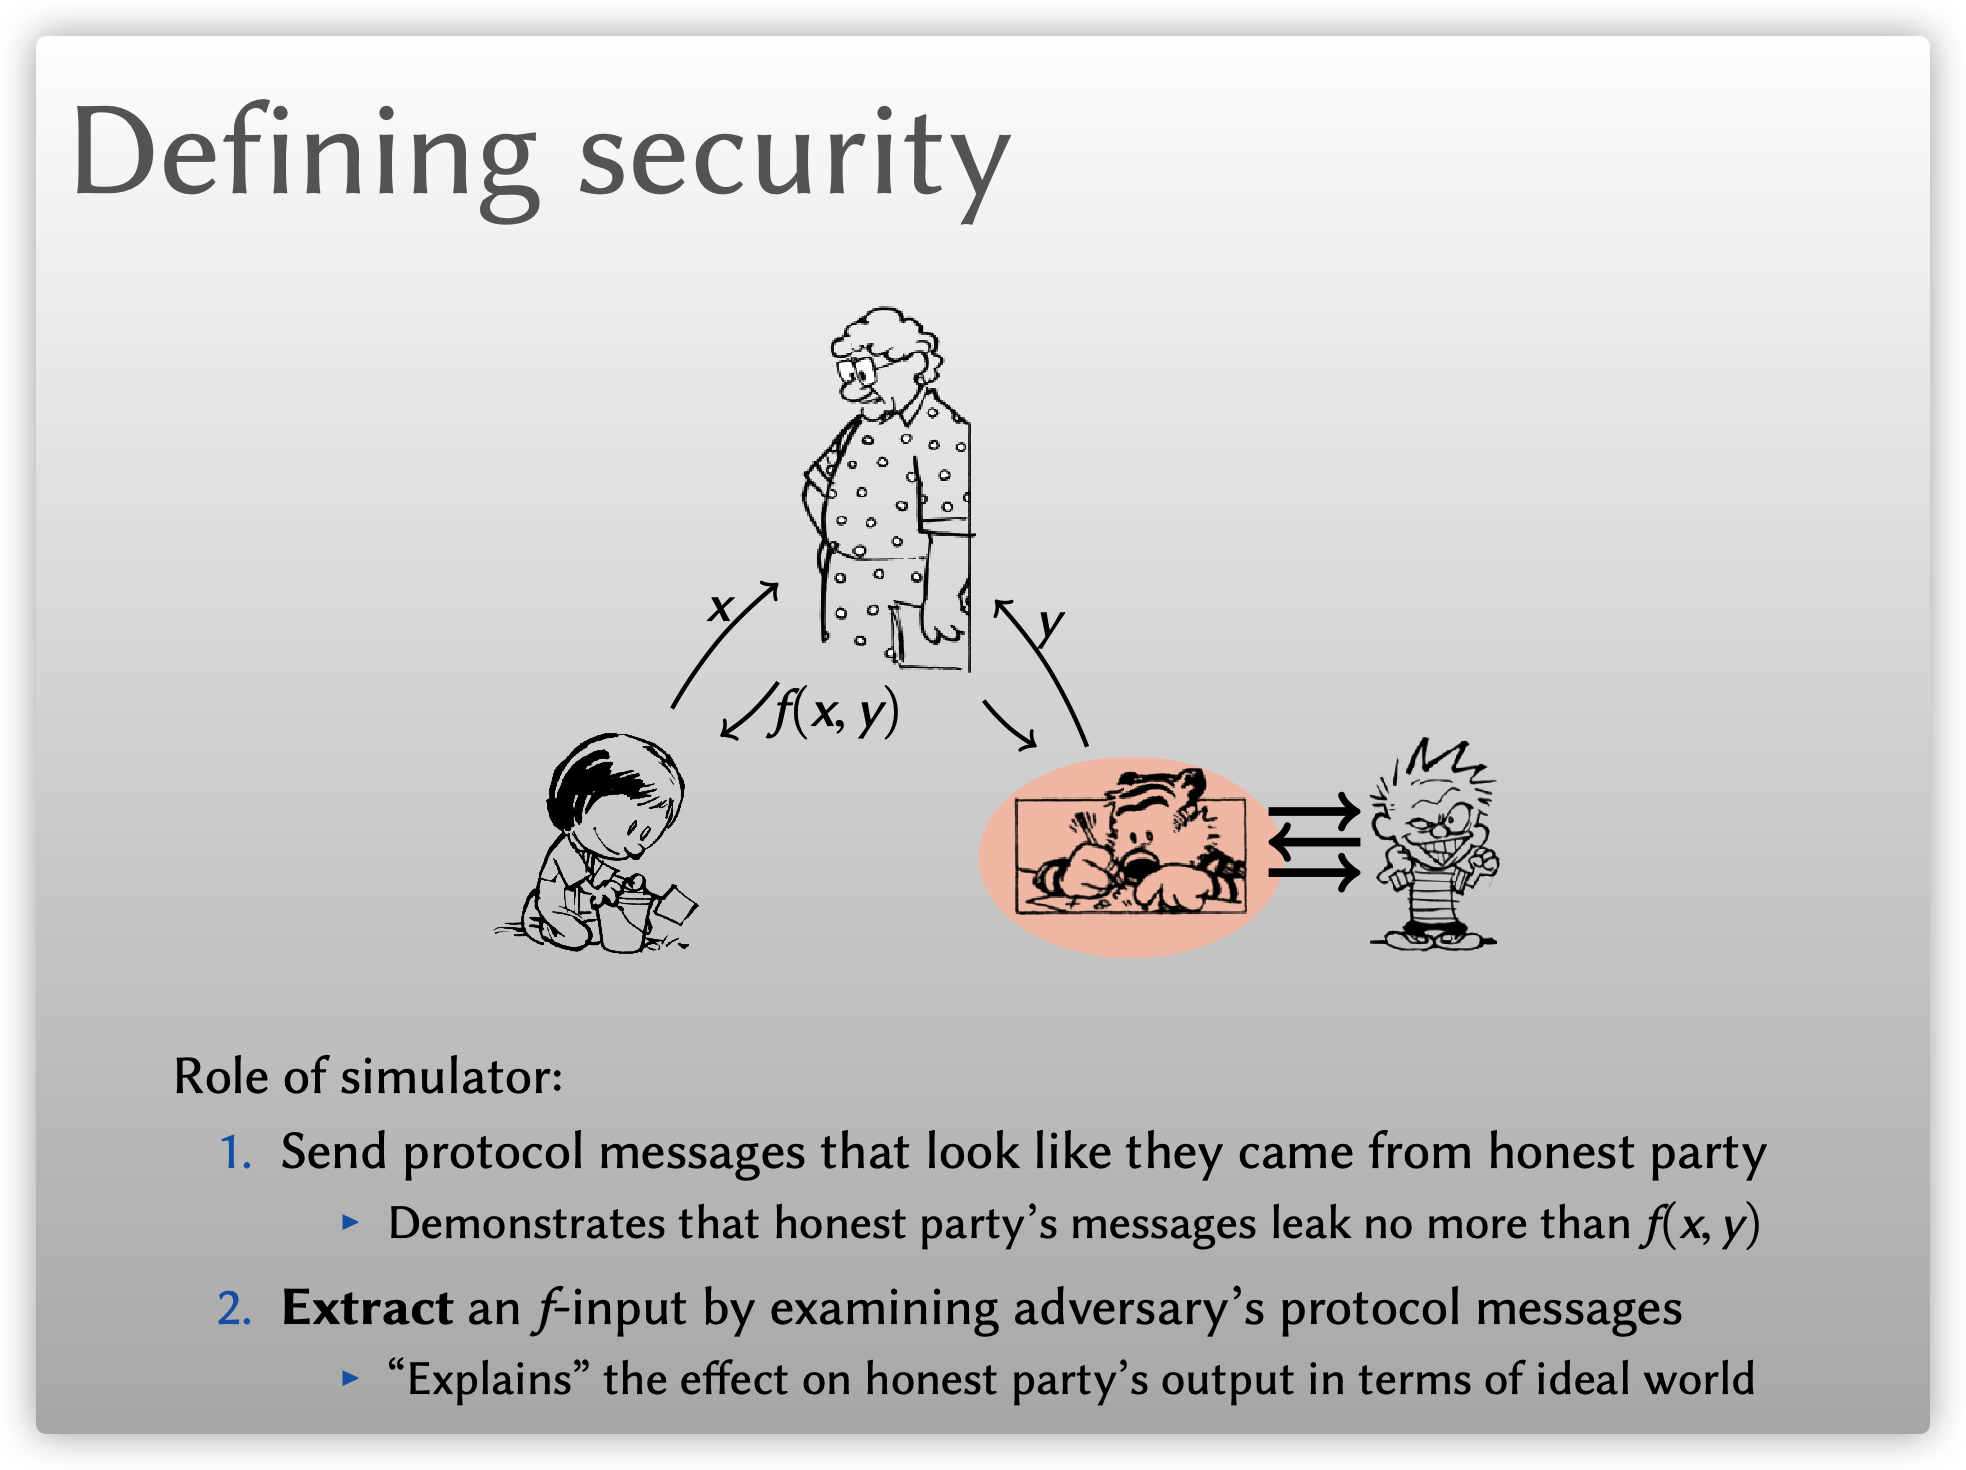 Defining security
x
y
f(x, y)
Role of simulator:
1. Send protocol messages that look like they came from honest party
▸ Demonstrates that honest party’s messages leak no more than f(x, y)
2. Extract an f-input by examining adversary’s protocol messages
▸ “Explains” the effect on honest party’s output in terms of ideal world